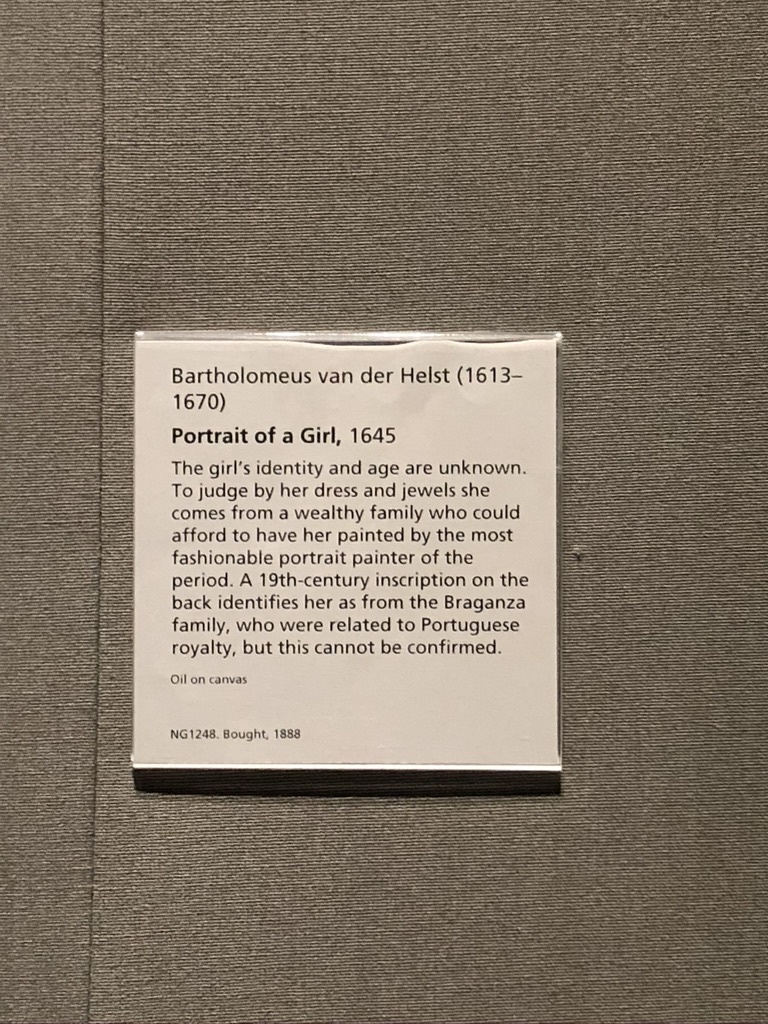 Bartholomeus van der Helst (1613–
1670)
Portrait of a Girl, 1645
The girl's identity and age are unknown.
To judge by her dress and jewels she
comes from a wealthy family who could
afford to have her painted by the most
fashionable portrait painter of the
period. A 19th-century inscription on the
back identifies her as from the Braganza
family, who were related to Portuguese
royalty, but this cannot be confirmed.
Oil on canvas
NG1248. Bought, 1888